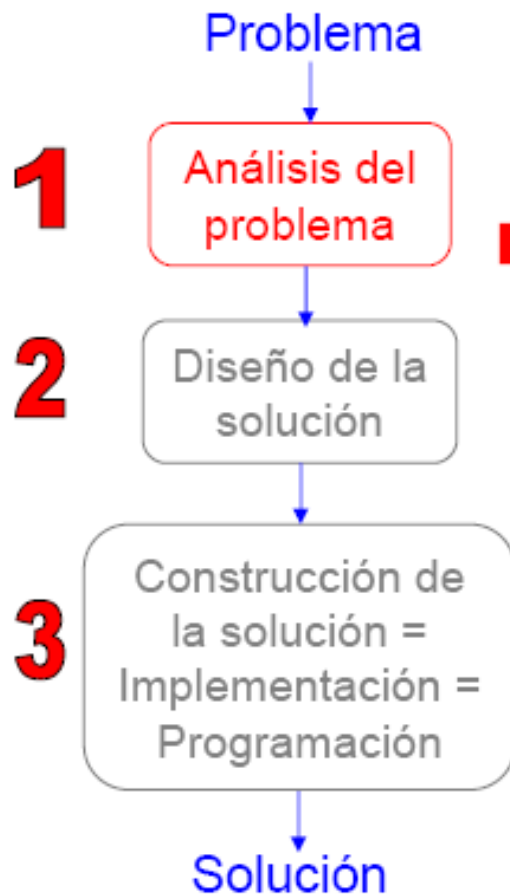 Problema
1
Análisis del
problema
2
Diseño de la
solución
3
Construcción de
la solución =
Implementación =
Programación
Solución